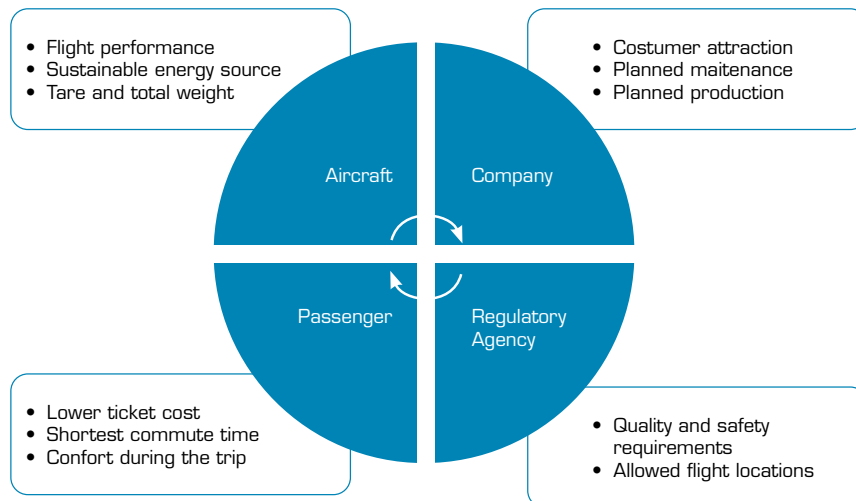 • Flight performance
• Sustainable energy source
• Tare and total weight
• Costumer attraction
• Planned maitenance
• Planned production
Aircraft
Company
Passenger
Regulatory
Agency
• Lower ticket cost
• Shortest commute time
• Confort during the trip
• Quality and safety
requirements
• Allowed flight locations